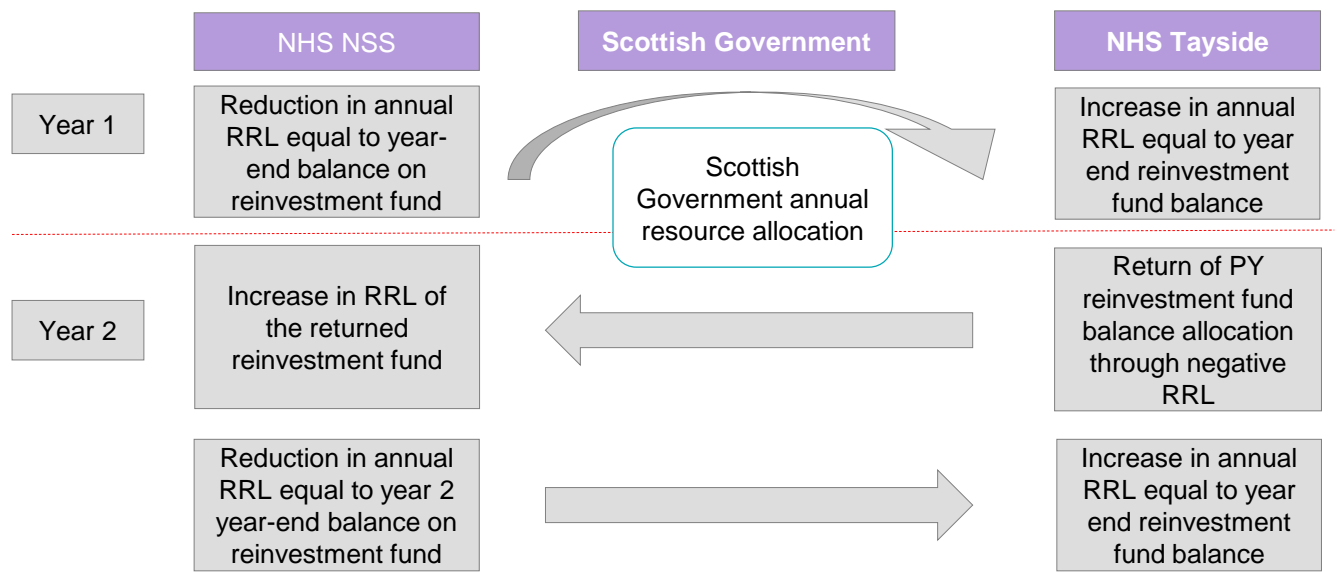 NHS NSS
Scottish Government
NHS Tayside
Year 1
Reduction in annual
RRL equal to year-
end balance on
reinvestment fund
Scottish
Government annual
resource allocation
Increase in annual
RRL equal to year
end reinvestment
fund balance
Year 2
Increase in RRL of
the returned
reinvestment fund
Return of PY
reinvestment fund
balance allocation
through negative
RRL
Reduction in annual
RRL equal to year 2
year-end balance on
reinvestment fund
Increase in annual
RRL equal to year
end reinvestment
fund balance